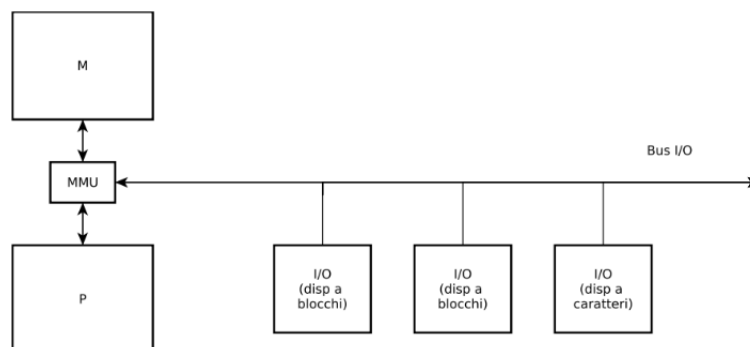 M
Bus I/O
MMU
P
I/O
(disp a
blocchi)
I/O
(disp a
blocchi)
I/O
(disp a
caratteri)